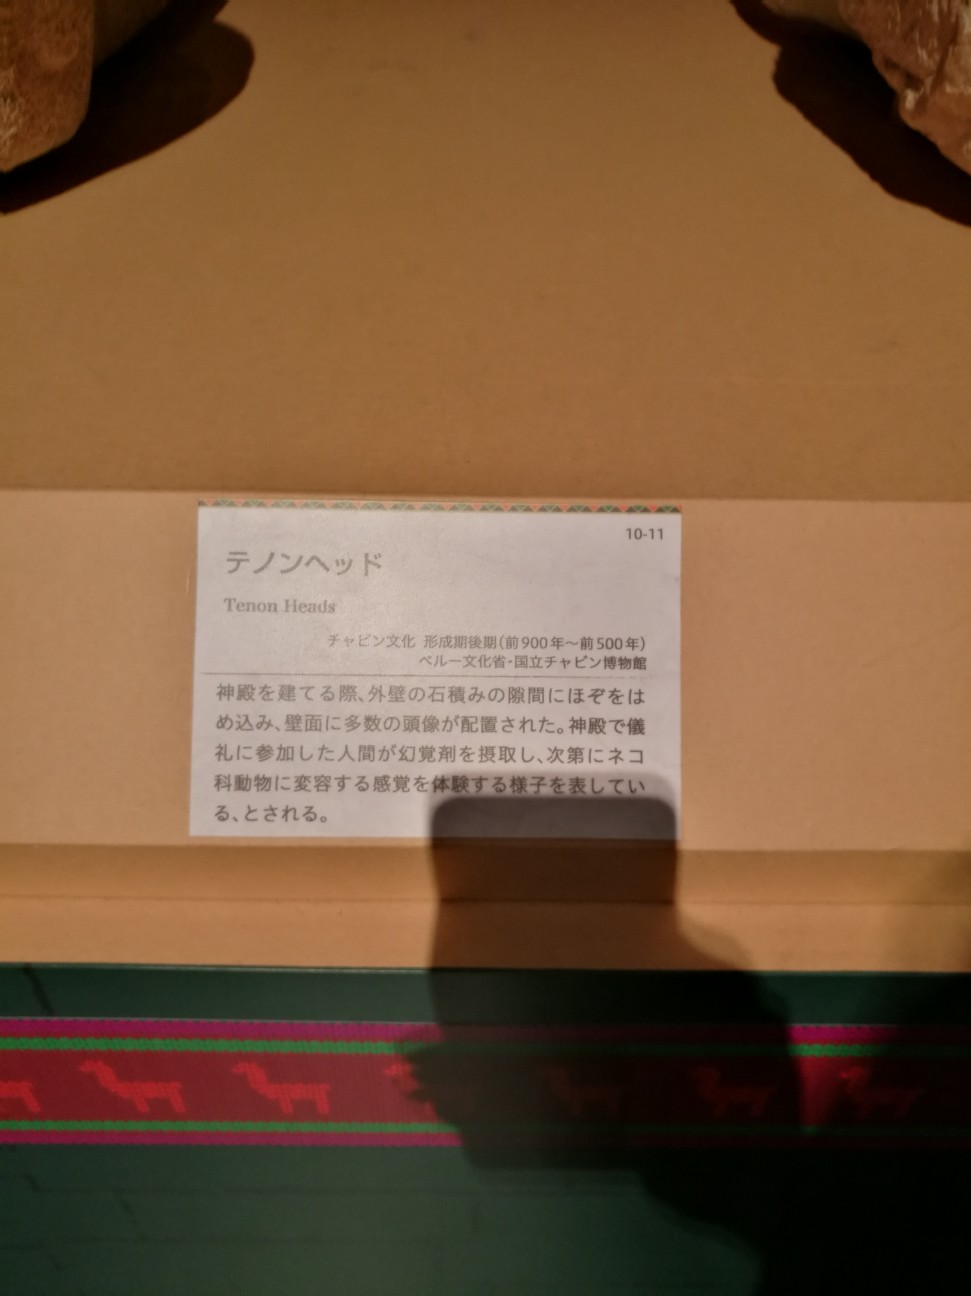 10-11
テノンヘッド
Tenon Heads
チャビン文化 形成期後期(前900年〜前500年)
ペルー文化省・国立チャビン博物館
神殿を建てる際、外壁の石積みの隙間にほぞをは
め込み、壁面に多数の頭像が配置された。神殿で儀
礼に参加した人間が幻覚剤を摂取し、次第にネコ
科動物に変容する感覚を体験する様子を表してい
る、とされる。